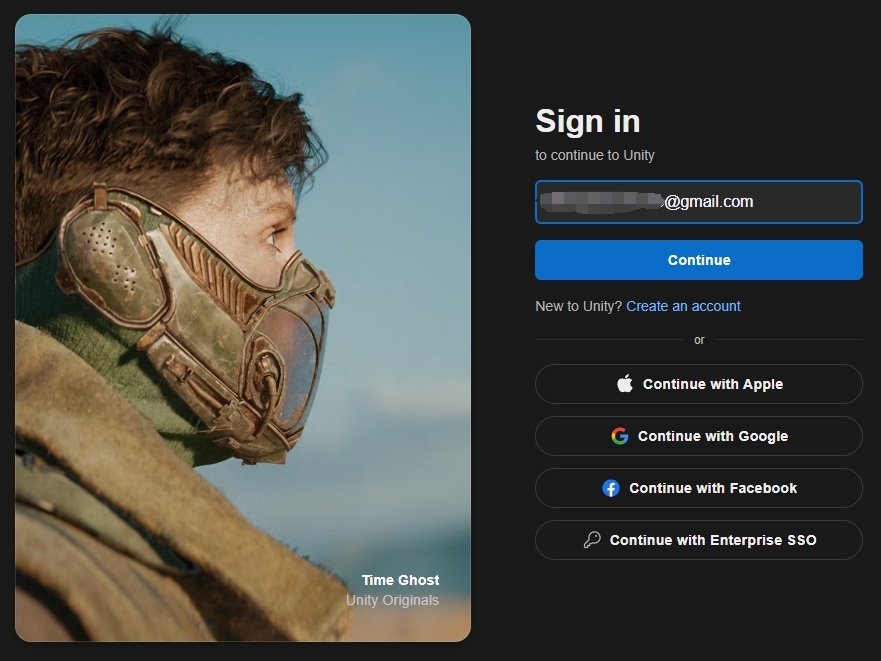 Time Ghost
Unity Originals
Sign in
to continue to Unity
@gmail.com
Continue
New to Unity? Create an account
or
Continue with Apple
Continue with Google
Continue with Facebook
Continue with Enterprise SSO